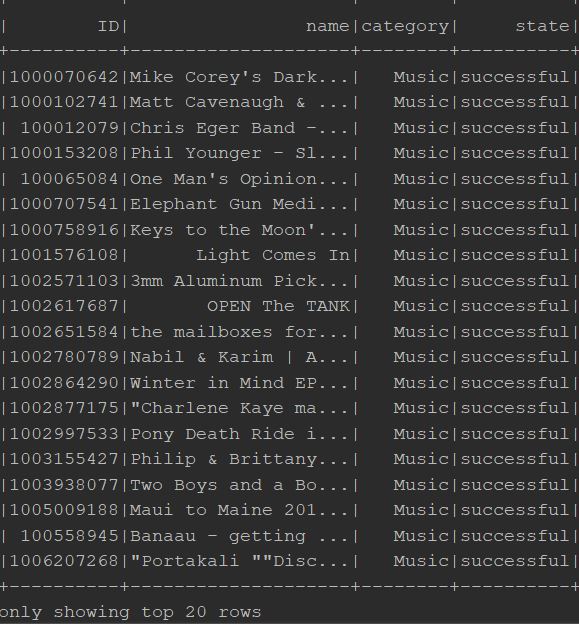 |        ID|                name|category|     state|
+----------+--------------------+--------+----------+
|1000070642|Mike Corey's Dark...|   Music|successful|
|1000102741|Matt Cavenaugh & ...|   Music|successful|
| 100012079|Chris Eger Band -...|   Music|successful|
|1000153208|Phil Younger - Sl...|   Music|successful|
| 100065084|One Man's Opinion...|   Music|successful|
|1000707541|Elephant Gun Medi...|   Music|successful|
|1000758916|Keys to the Moon'...|   Music|successful|
|1001576108|      Light Comes In|   Music|successful|
|1002571103|3mm Aluminum Pick...|   Music|successful|
|1002617687|       OPEN The TANK|   Music|successful|
|1002651584|the mailboxes for...|   Music|successful|
|1002780789|Nabil & Karim | A...|   Music|successful|
|1002864290|Winter in Mind EP...|   Music|successful|
|1002877175|"Charlene Kaye ma...|   Music|successful|
|1002997533|Pony Death Ride i...|   Music|successful|
|1003155427|Philip & Brittany...|   Music|successful|
|1003938077|Two Boys and a Bo...|   Music|successful|
|1005009188|Maui to Maine 201...|   Music|successful|
| 100558945|Banaau - getting ...|   Music|successful|
|1006207268|"Portakali ""Disc...|   Music|successful|
+----------+--------------------+--------+----------+
only showing top 20 rows